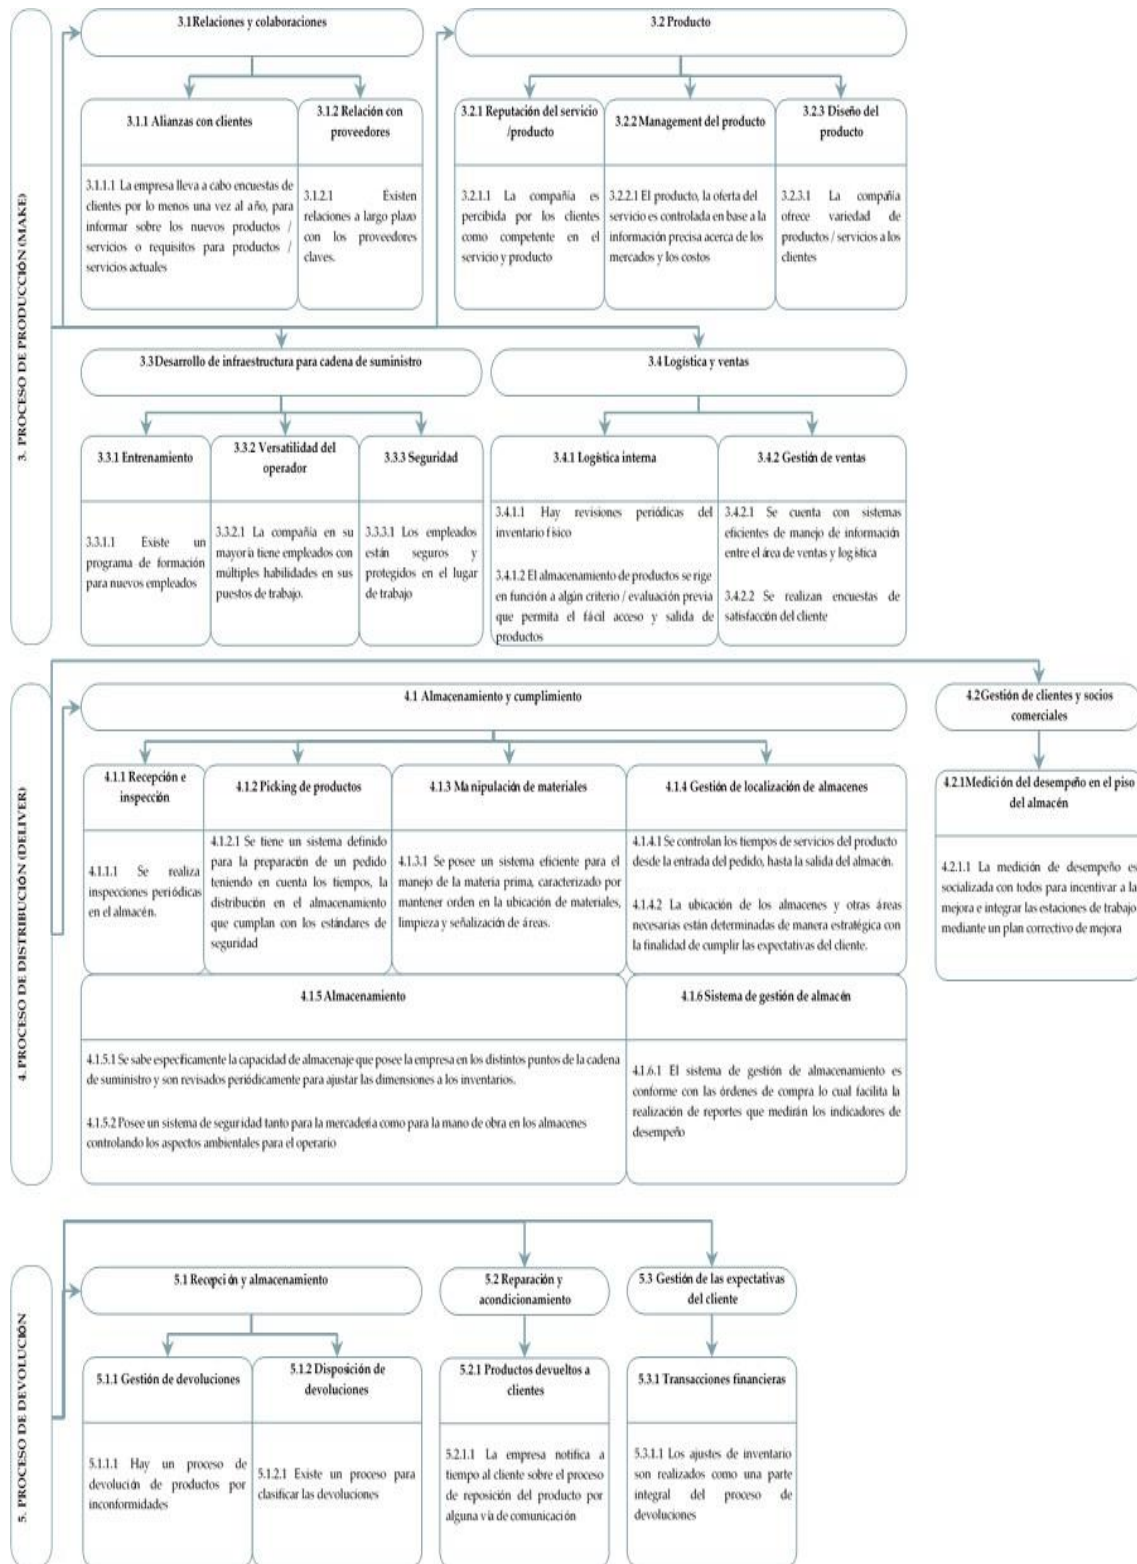 3. PROCESO DE PRODUCCIÓN (MAKE)
3.1Relaciones y colaboraciones
3.2 Producto
3.1.1 Alianzas con clientes
3.1.2 Relación con
proveedores
3.2.1 Reputación del servicio
/producto
3.2.2 Management del producto
3.2.3 Diseño del
producto
3.1.1.1 La empresa lleva a cabo encuestas de
clientes por lo menos una vez al año, para
informar sobre los nuevos productos /
servicios o requisitos para productos /
servicios actuales
3.1.2.1 Existen
relaciones a largo plazo
con los proveedores
claves.
3.2.1.1 La compañía es
percibida por los clientes
como competente en el
servicio y producto
3.2.2.1 El producto, la oferta del
servicio es controlada en base a la
información precisa acerca de los
mercados y los costos
3.2.3.1 La compañía
ofrece variedad de
productos / servicios a los
clientes
3.3Desarrollo de infraestructura para cadena de suministro
3.4 Logística y ventas
3.3.1 Entrenamiento
3.3.2 Versatilidad del
operador
3.3.3 Seguridad
3.4.1 Logística interna
3.4.2 Gestión de ventas
3.3.1.1 Existe un
programa de formación
para nuevos empleados
3.3.2.1 La compañía en su
mayoría tiene empleados con
múltiples habilidades en sus
puestos de trabajo.
3.3.3.1 Los empleados
están seguros y
protegidos en el lugar
de trabajo
3.4.1.1 Hay revisiones periódicas del
inventario físico
3.4.1.2 El almacenamiento de productos se rige
en función a algún criterio / evaluación previa
que permita el fácil acceso y salida de
productos
3.4.2.1 Se cuenta con sistemas
eficientes de manejo de información
entre el área de ventas y logística
3.4.2.2 Se realizan encuestas de
satisfacción del cliente
4. PROCESO DE DISTRIBUCIÓN (DELIVER)
4.1 Almacenamiento y cumplimiento
4.2Gestión de clientes y socios
comerciales
4.1.1 Recepción e
inspección
4.1.2 Picking de productos
4.1.3 Manipulación de materiales
4.1.4 Gestión de localización de almacenes
4.2.1Medición del desempeño en el piso
del almacén
4.1.1.1 Se realiza
inspecciones periódicas
en el almacén.
4.1.2.1 Se tiene un sistema definido
para la preparación de un pedido
teniendo en cuenta los tiempos, la
distribución en el almacenamiento
que cumplan con los estándares de
seguridad
4.1.3.1 Se posee un sistema eficiente para el
manejo de la materia prima, caracterizado por
mantener orden en la ubicación de materiales,
limpieza y señalización de áreas.
4.1.4.1 Se controlan los tiempos de servicios del producto
desde la entrada del pedido, hasta la salida del almacén.
4.1.4.2 La ubicación de los almacenes y otras áreas
necesarias están determinadas de manera estratégica con
la finalidad de cumplir las expectativas del cliente.
4.2.1.1 La medición de desempeño es
socializada con todos para incentivar a la
mejora e integrar las estaciones de trabajo
mediante un plan correctivo de mejora
4.1.5 Almacenamiento
4.1.6 Sistema de gestión de almacén
4.1.5.1 Se sabe específicamente la capacidad de almacenaje que posee la empresa en los distintos puntos de la cadena
de suministro y son revisados periódicamente para ajustar las dimensiones a los inventarios.
4.1.5.2 Posee un sistema de seguridad tanto para la mercadería como para la mano de obra en los almacenes
controlando los aspectos ambientales para el operario
4.1.6.1 El sistema de gestión de almacenamiento es
conforme con las órdenes de compra lo cual facilita la
realización de reportes que medirán los indicadores de
desempeño
5. PROCESO DE DEVOLUCIÓN
5.1 Recepción y almacenamiento
5.2 Reparación y
acondicionamiento
5.3 Gestión de las expectativas
del cliente
5.1.1 Gestión de devoluciones
5.1.2 Disposición de
devoluciones
5.2.1 Productos devueltos a
clientes
5.3.1 Transacciones financieras
5.1.1.1 Hay un proceso de
devolución de productos por
inconformidades
5.1.2.1 Existe un proceso para
clasificar las devoluciones
5.2.1.1 La empresa notifica a
tiempo al cliente sobre el proceso
de reposición del producto por
alguna vía de comunicación
5.3.1.1 Los ajustes de inventario
son realizados como una parte
integral del proceso de
devoluciones